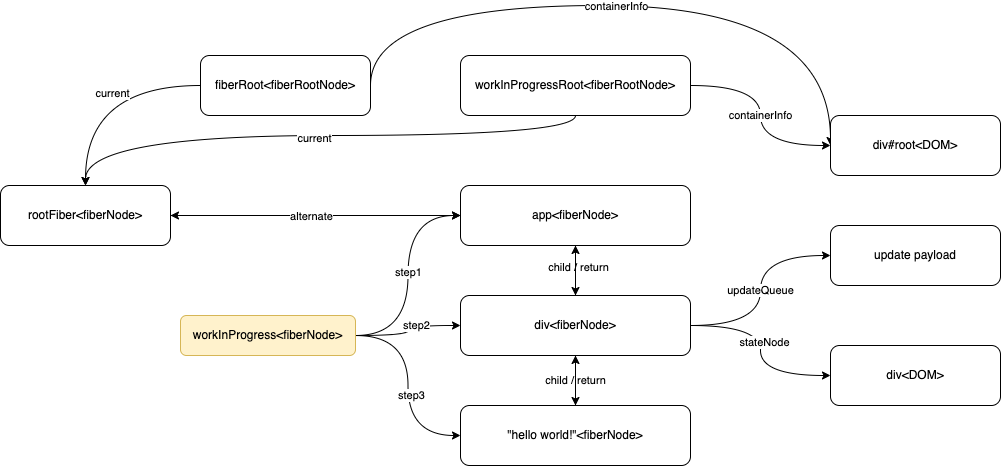 containerInfo
fiberRoot<fiberRootNode>
workInProgressRoot<fiberRootNode>
current
containerInfo
current
div#root<DOM>
rootFiber<fiberNode>
alternate
app<fiberNode>
step1
child / return
update payload
updateQueue
workInProgress<fiberNode>
step2
div<fiberNode>
stateNode
child / return
div<DOM>
step3
"hello world!"<fiberNode>